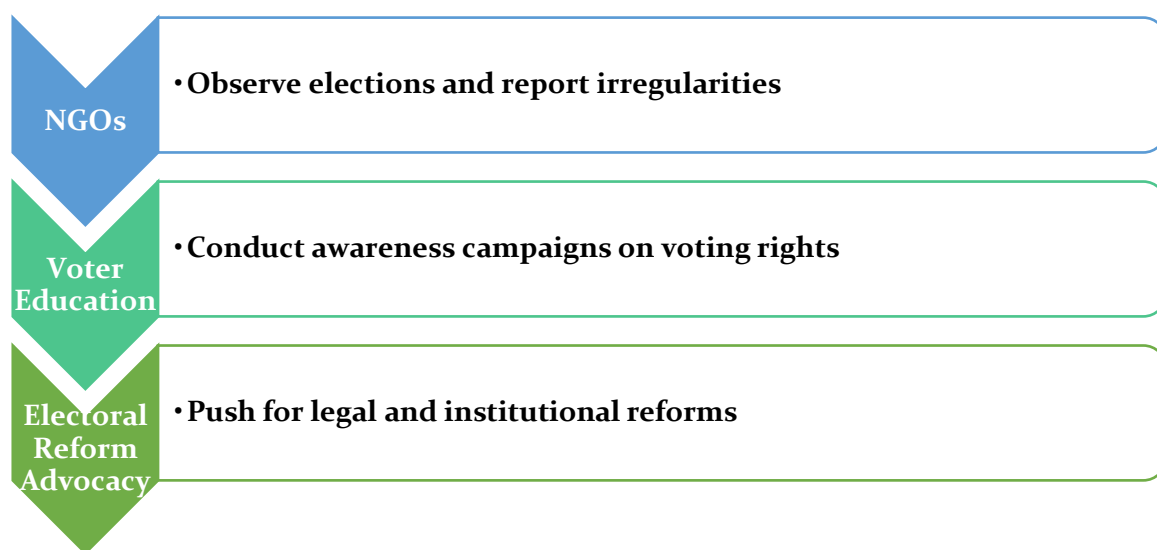 NGOs
•Observe elections and report irregularities
Voter
Education
•Conduct awareness campaigns on voting rights
Electoral
Reform
Advocacy
•Push for legal and institutional reforms